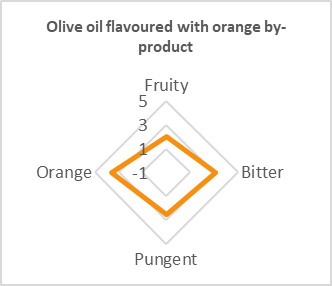 Olive oil flavoured with orange by-
product
Fruity
5
3
1
-1
Orange
Bitter
Pungent